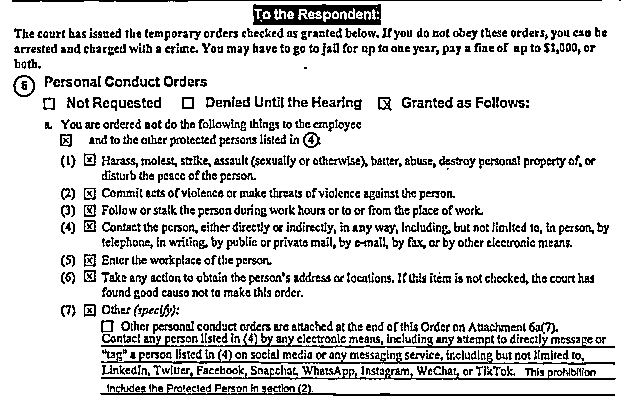 To the Respondent:
The court has issued the temporary orders checked as granted below. If you do not obey these orders, you can be
arrested and charged with a crime. You may have to go to jail for up to one year, pay a fine of up to $1,000, or
both.
6 Personal Conduct Orders
☐ Not Requested ☐ Denied Until the Hearing ☒ Granted as Follows:
a. You are ordered not do the following things to the employee
☒ and to the other protected persons listed in ④
(1) ☒ Harass, molest, strike, assault (sexually or otherwise), batter, abuse, destroy personal property of, or
disturb the peace of the person.
(2) ☒ Commit acts of violence or make threats of violence against the person.
(3) ☒ Follow or stalk the person during work hours or to or from the place of work.
(4) ☒ Contact the person, either directly or indirectly, in any way, including, but not limited to, in person, by
telephone, in writing, by public or private mail, by e-mail, by fax, or by other electronic means.
(5) ☒ Enter the workplace of the person.
(6) ☒ Take any action to obtain the person's address or locations. If this item is not checked, the court has
found good cause not to make this order.
(7) ☒ Other (specify):
☐ Other personal conduct orders are attached at the end of this Order on Attachment 6a(7).
Contact any person listed in (4) by any electronic means, including any attempt to directly message or
"tag" a person listed in (4) on social media or any messaging service, including but not limited to,
LinkedIn, Twitter, Facebook, Snapchat, WhatsApp, Instagram, WeChat, or TikTok. This prohibition
includes the Protected Person in section (2).